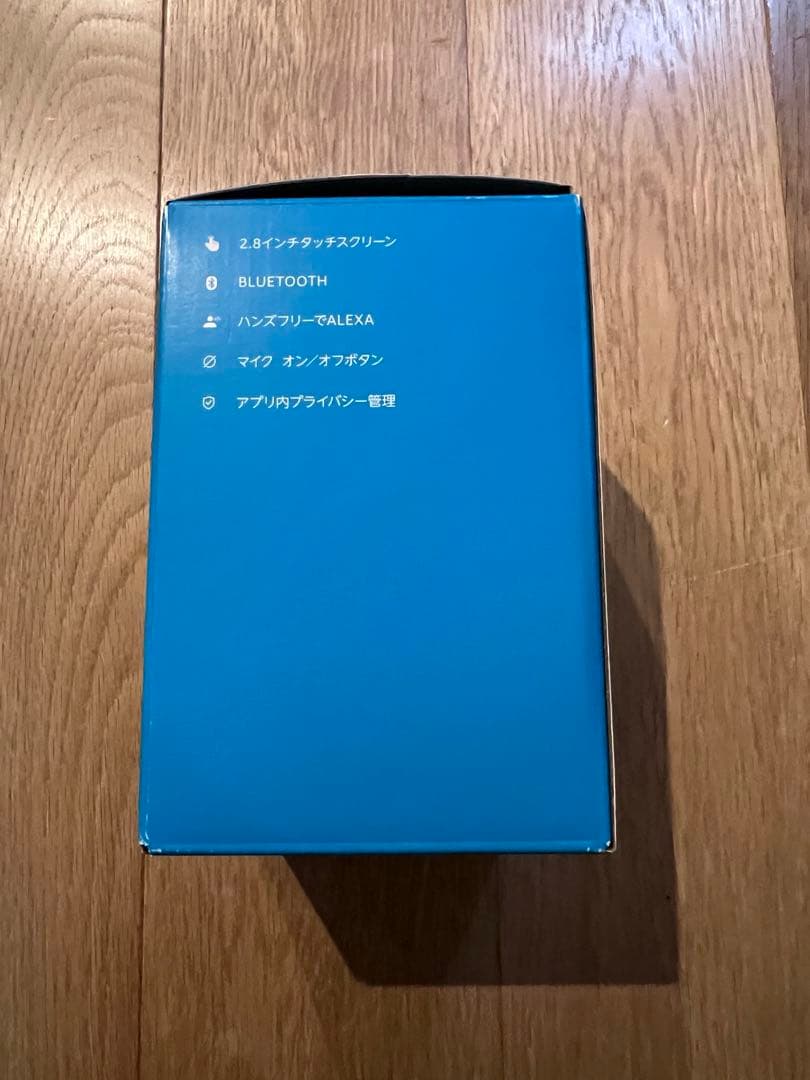 2.8インチタッチスクリーン
BLUETOOTH
ハンズフリーでALEXA
マイク オン／オフボタン
アプリ内プライバシー管理